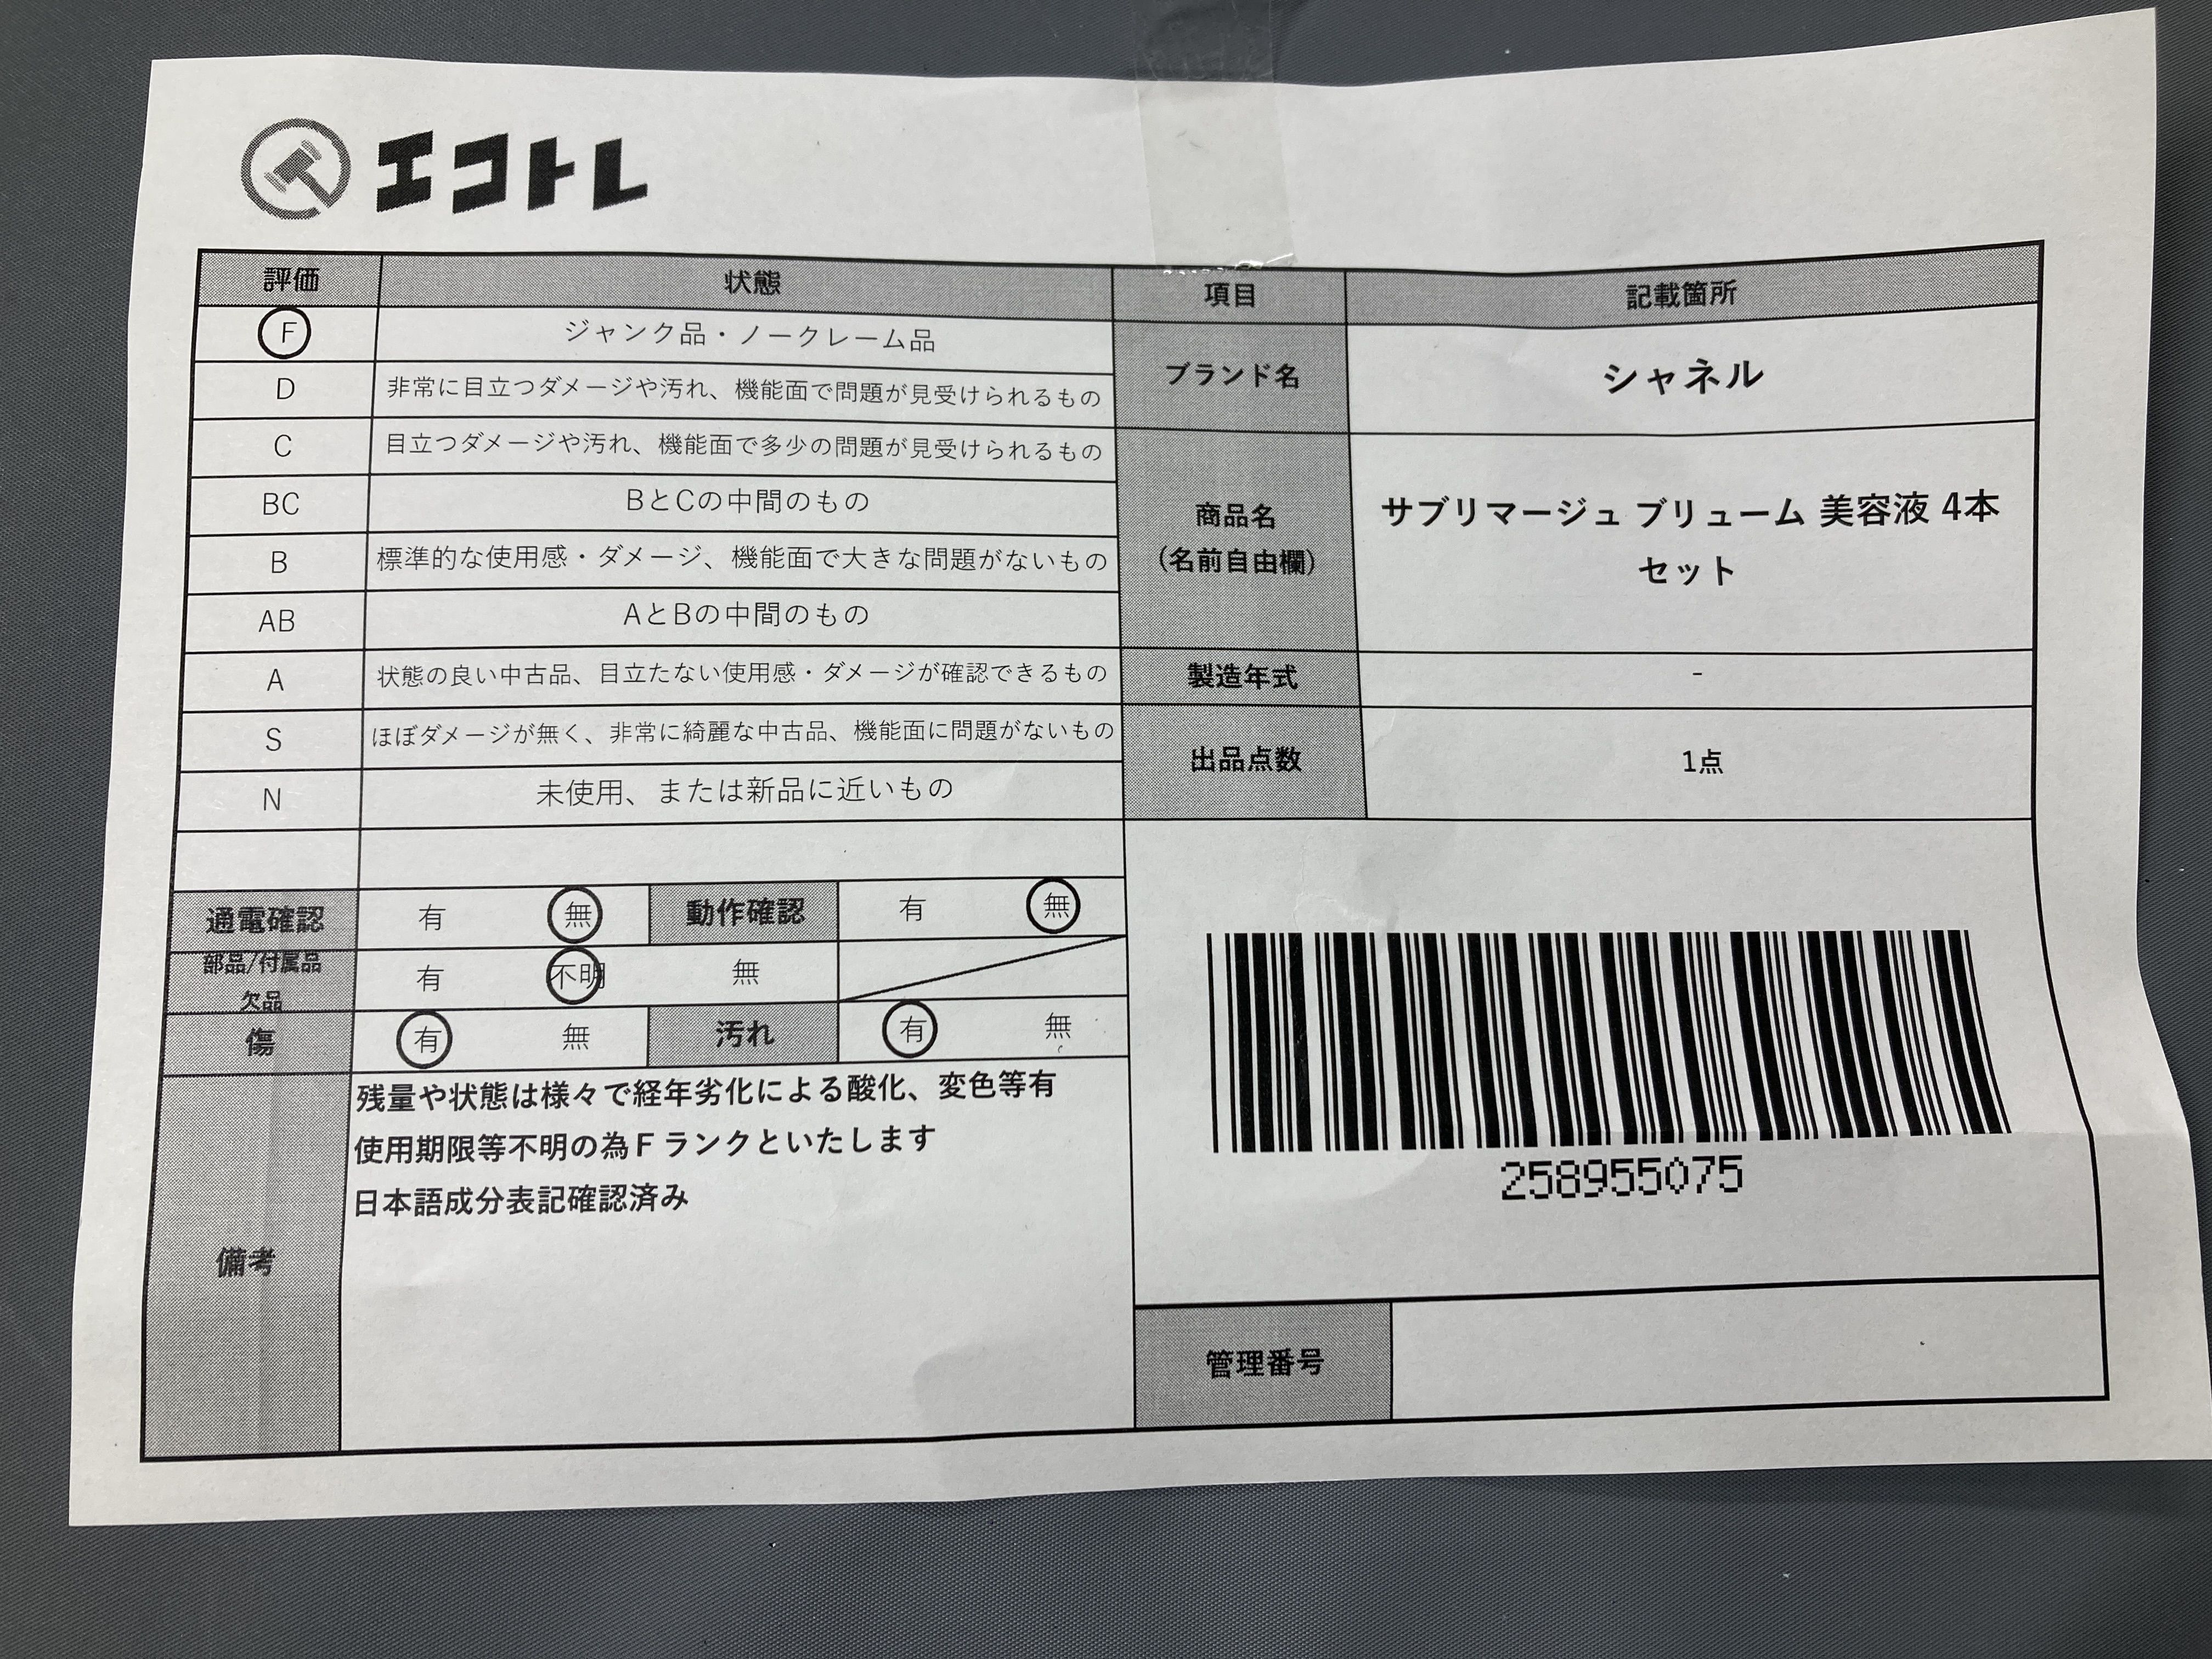 エコトレ
評価 状態 項目 記載箇所
F ジャンク品・ノークレーム品
D 非常に目立つダメージや汚れ、機能面で問題が見受けられるもの
ブランド名 シャネル
C 目立つダメージや汚れ、機能面で多少の問題が見受けられるもの
BC BとCの中間のもの
商品名
(名前自由欄)
サブリマージュ ブリューム 美容液 4本
セット
B 標準的な使用感・ダメージ、機能面で大きな問題がないもの
AB AとBの中間のもの
A 状態の良い中古品、目立たない使用感・ダメージが確認できるもの
製造年式 -
S ほぼダメージが無く、非常に綺麗な中古品、機能面に問題がないもの
出品点数 1点
N 未使用、または新品に近いもの
通電確認 有 無 動作確認 有 無
部品/付属品
欠品
有 不明 無
傷 有 無 汚れ 有 無
備考
残量や状態は様々で経年劣化による酸化、変色等有
使用期限等不明の為F ランクといたします
日本語成分表記確認済み
258955075
管理番号